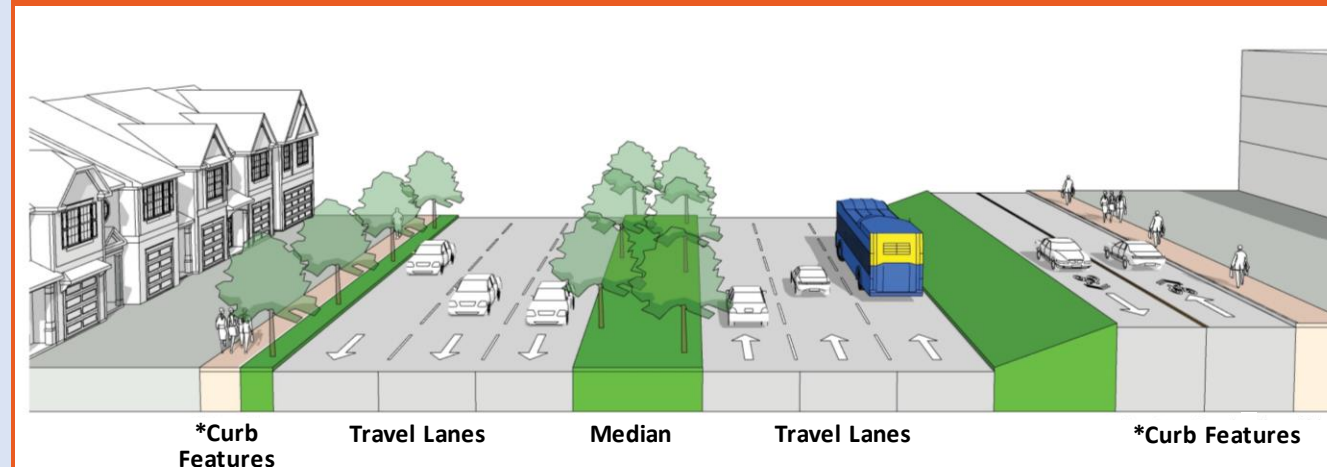 *Curb
Features
Travel Lanes
Median
Travel Lanes
*Curb Features